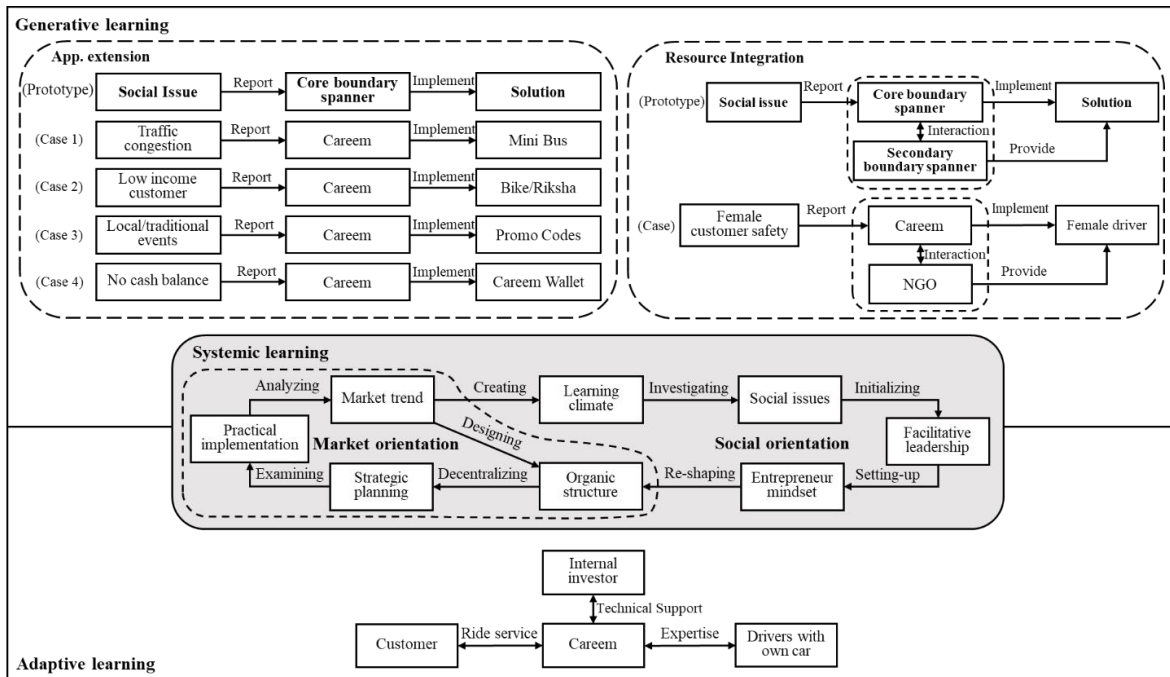 Generative learning
App. extension
(Prototype)
Social Issue
Report
Core boundary
spanner
Implement
Solution
(Case 1)
Traffic
congestion
Report
Careem
Implement
Mini Bus
(Case 2)
Low income
customer
Report
Careem
Implement
Bike/Riksha
(Case 3)
Local/traditional
events
Report
Careem
Implement
Promo Codes
(Case 4)
No cash balance
Report
Careem
Implement
Careem Wallet
Resource Integration
(Prototype)
Social issue
Report
Core boundary
spanner
Implement
Solution
Interaction
Secondary
boundary spanner
Provide
(Case)
Female
customer safety
Report
Careem
Implement
Female driver
Interaction
NGO
Provide
Systemic learning
Analyzing
Market trend
Creating
Learning
climate
Investigating
Social issues
Initializing
Practical
implementation
Market orientation
Designing
Social orientation
Facilitative
leadership
Examining
Strategic
planning
Decentralizing
Organic
structure
Re-shaping
Entrepreneur
mindset
Setting-up
Internal
investor
Technical Support
Customer
Ride service
Careem
Expertise
Drivers with
own car
Adaptive learning